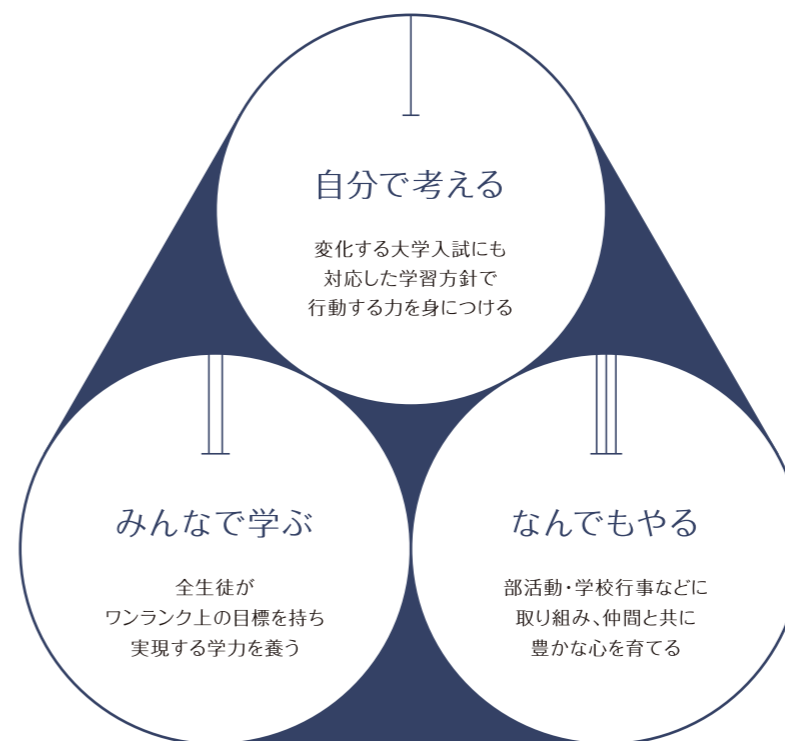 自分で考える
変化する大学入試にも
対応した学習方針で
行動する力を身につける
みんなで学ぶ
全生徒が
ワンランク上の目標を持ち
実現する学力を養う
なんでもやる
部活動・学校行事などに
取り組み、仲間と共に
豊かな心を育てる